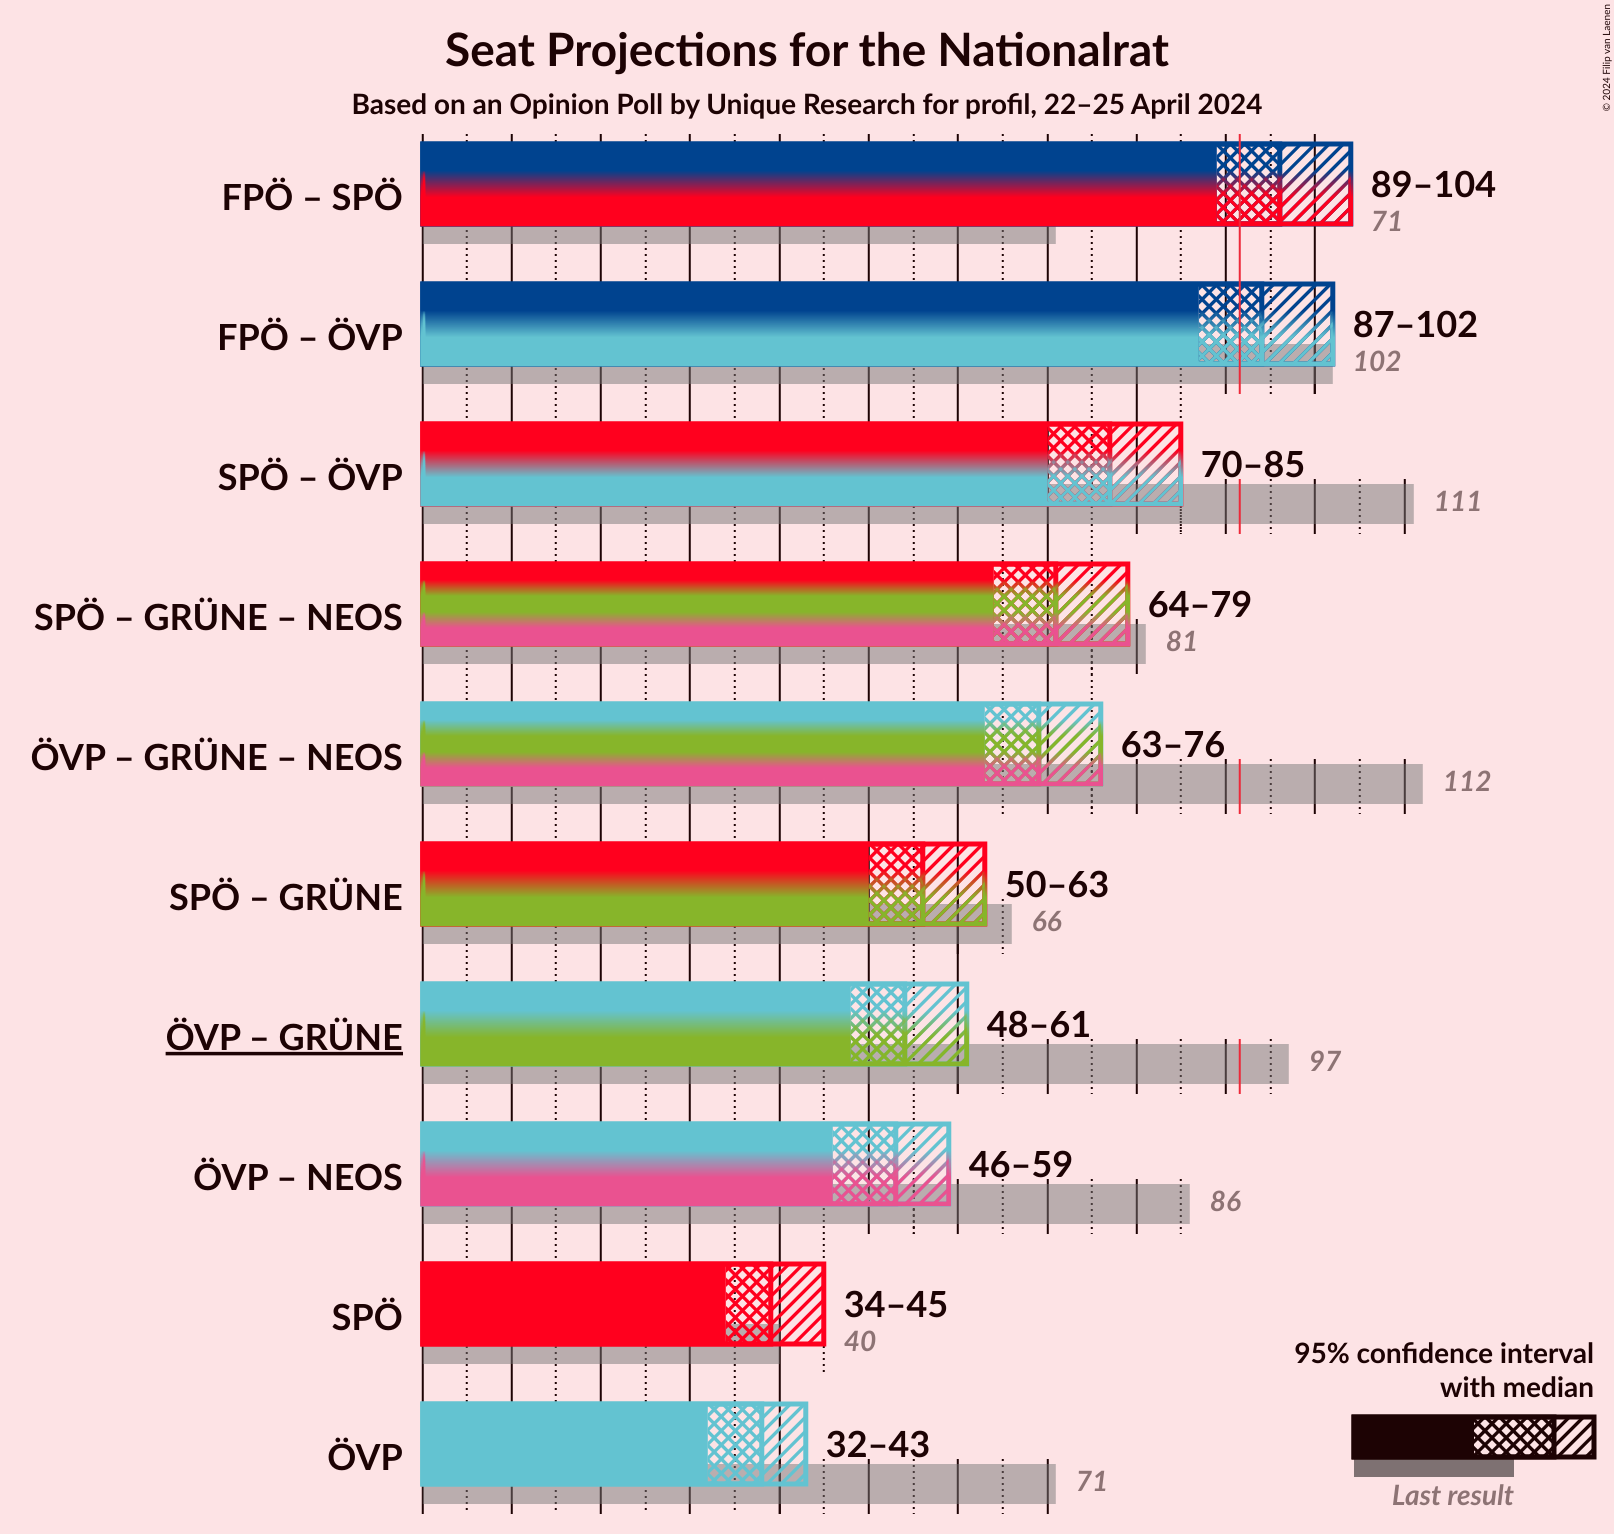 Seat Projections for the Nationalrat
Based on an Opinion Poll by Unique Research for profil, 22–25 April 2024
© 2024 Filip van Laenen
FPÖ – SPÖ
89–104
71
FPÖ – ÖVP
87–102
102
SPÖ – ÖVP
70–85
111
SPÖ – GRÜNE – NEOS
64–79
81
ÖVP – GRÜNE – NEOS
63–76
112
SPÖ – GRÜNE
50–63
66
ÖVP – GRÜNE
48–61
97
ÖVP – NEOS
46–59
86
SPÖ
34–45
40
ÖVP
32–43
71
95% confidence interval
with median
Last result